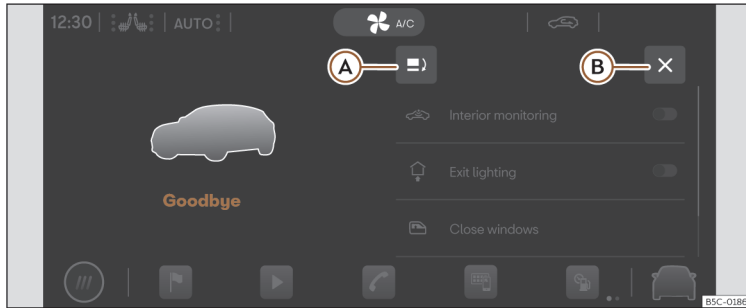 12:30 AUTO A/C
A B
Interior monitoring
Exit lighting
Goodbye
Close windows
B5C-0186